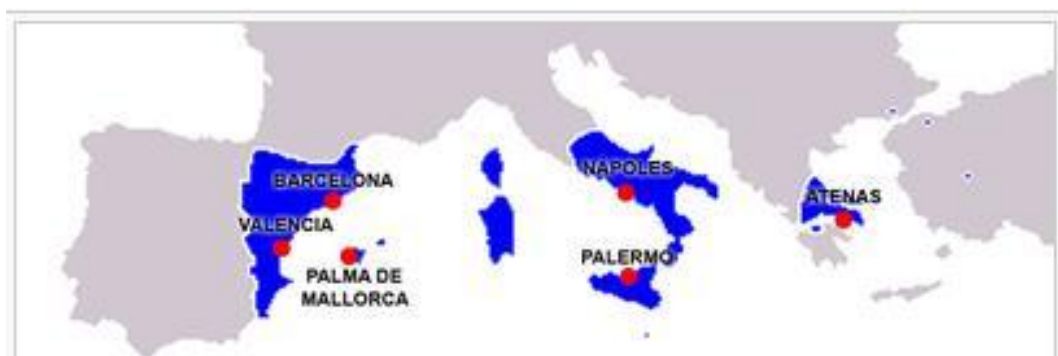 BARCELONA
VALENCIA
PALMA DE
MALLORCA
NAPOLES
PALERMO
ATENAS